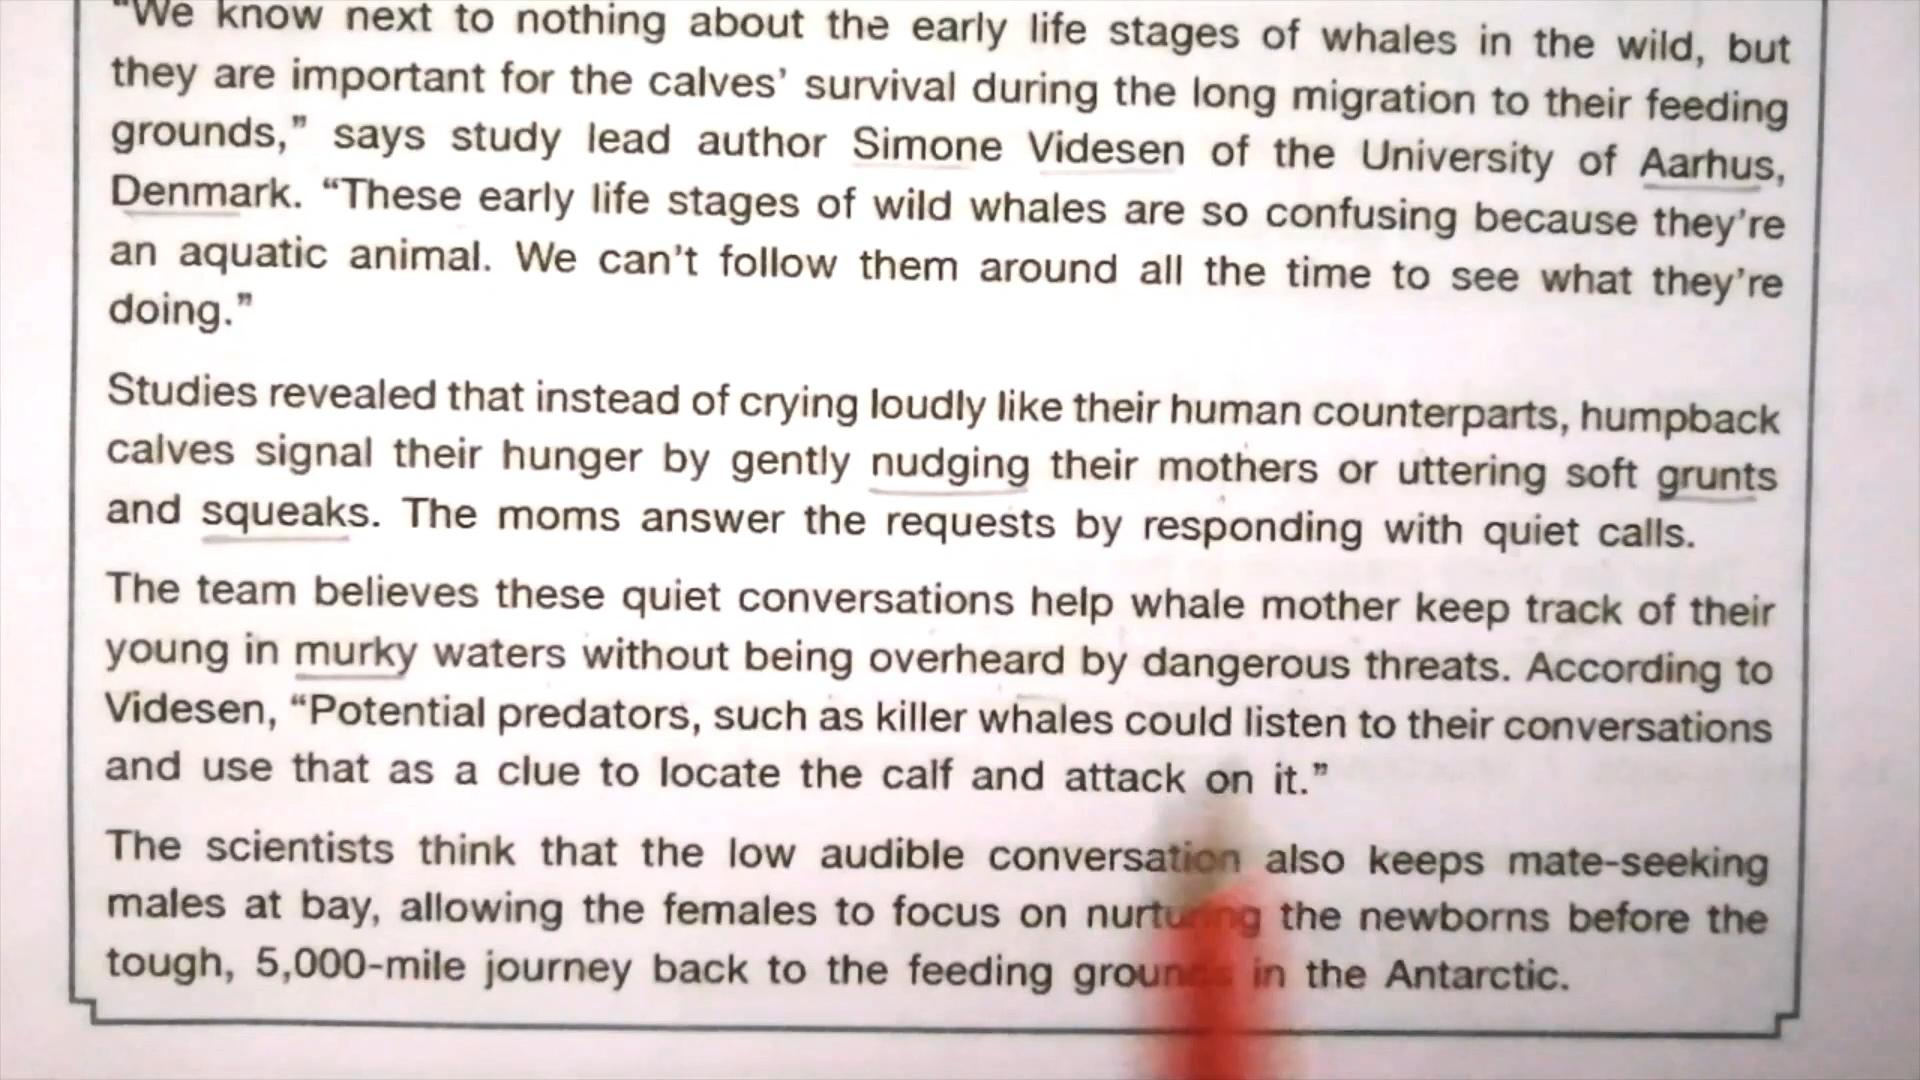 "We know next to nothing about the early life stages of whales in the wild, but
they are important for the calves' survival during the long migration to their feeding
grounds," says study lead author Simone Videsen of the University of Aarhus,
Denmark. "These early life stages of wild whales are so confusing because they're
an aquatic animal. We can't follow them around all the time to see what they're
doing."
Studies revealed that instead of crying loudly like their human counterparts, humpback
calves signal their hunger by gently nudging their mothers or uttering soft grunts
and squeaks. The moms answer the requests by responding with quiet calls.
The team believes these quiet conversations help whale mother keep track of their
young in murky waters without being overheard by dangerous threats. According to
Videsen, "Potential predators, such as killer whales could listen to their conversations
and use that as a clue to locate the calf and attack on it."
The scientists think that the low audible conversation also keeps mate-seeking
males at bay, allowing the females to focus on nurturing the newborns before the
tough, 5,000-mile journey back to the feeding grounds in the Antarctic.